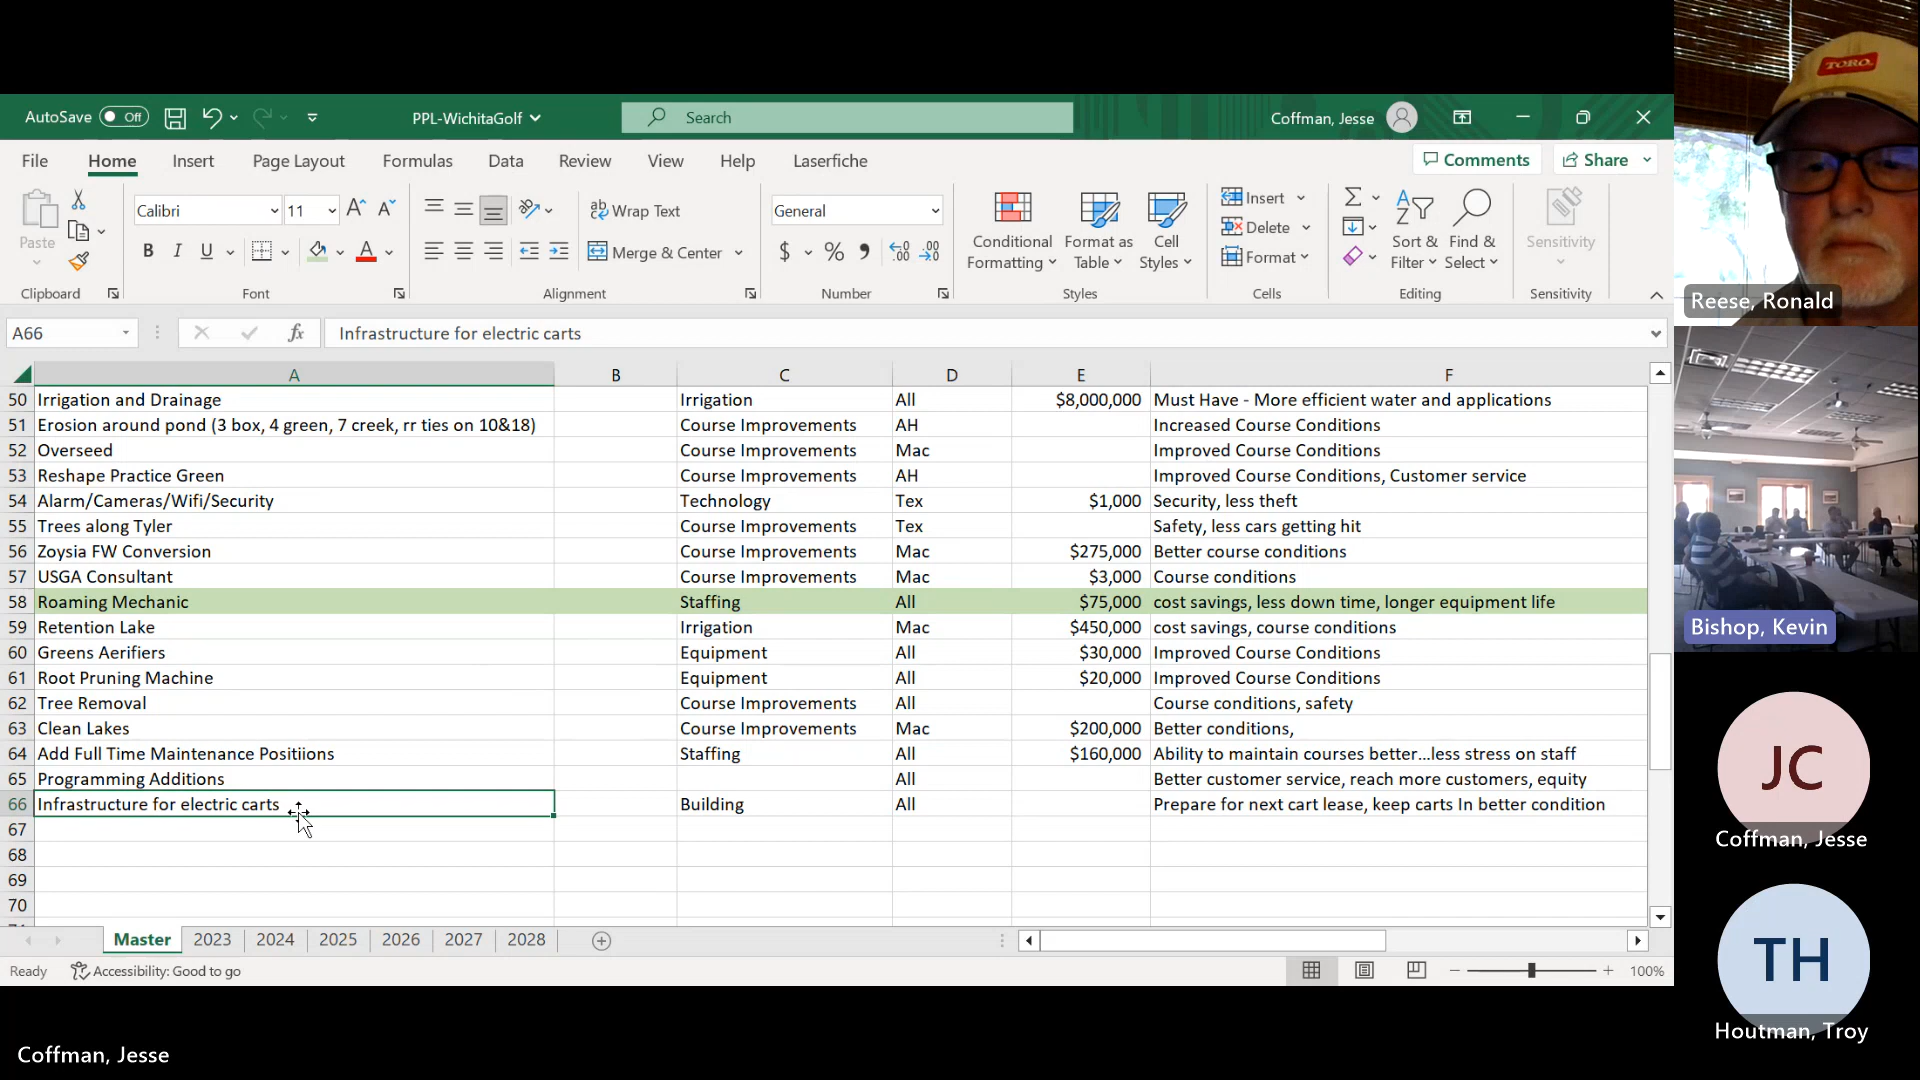 AutoSave Off PPL-WichitaGolf Search Coffman, Jesse
File Home Insert Page Layout Formulas Data Review View Help Laserfiche Comments Share
Paste Calibri 11 Wrap Text General Conditional Formatting Format as Table Cell Styles Insert Sort & Filter Find & Select Sensitivity
B I U Merge & Center $ % Delete
Format
Clipboard Font Alignment Number Styles Cells Editing Sensitivity
A66 fx Infrastructure for electric carts
A B C D E F
50 Irrigation and Drainage Irrigation All $8,000,000 Must Have - More efficient water and applications
51 Erosion around pond (3 box, 4 green, 7 creek, rr ties on 10&18) Course Improvements AH Increased Course Conditions
52 Overseed Course Improvements Mac Improved Course Conditions
53 Reshape Practice Green Course Improvements AH Improved Course Conditions, Customer service
54 Alarm/Cameras/Wifi/Security Technology Tex $1,000 Security, less theft
55 Trees along Tyler Course Improvements Tex Safety, less cars getting hit
56 Zoysia FW Conversion Course Improvements Mac $275,000 Better course conditions
57 USGA Consultant Course Improvements Mac $3,000 Course conditions
58 Roaming Mechanic Staffing All $75,000 cost savings, less down time, longer equipment life
59 Retention Lake Irrigation Mac $450,000 cost savings, course conditions
60 Greens Aerifiers Equipment All $30,000 Improved Course Conditions
61 Root Pruning Machine Equipment All $20,000 Improved Course Conditions
62 Tree Removal Course Improvements All Course conditions, safety
63 Clean Lakes Course Improvements Mac $200,000 Better conditions,
64 Add Full Time Maintenance Positiions Staffing All $160,000 Ability to maintain courses better...less stress on staff
65 Programming Additions All Better customer service, reach more customers, equity
66 Infrastructure for electric carts Building All Prepare for next cart lease, keep carts In better condition
67
68
69
70
Master 2023 2024 2025 2026 2027 2028
Ready Accessibility: Good to go 100%
Coffman, Jesse
TORO
Reese, Ronald
Bishop, Kevin
JC
Coffman, Jesse
TH
Houtman, Troy